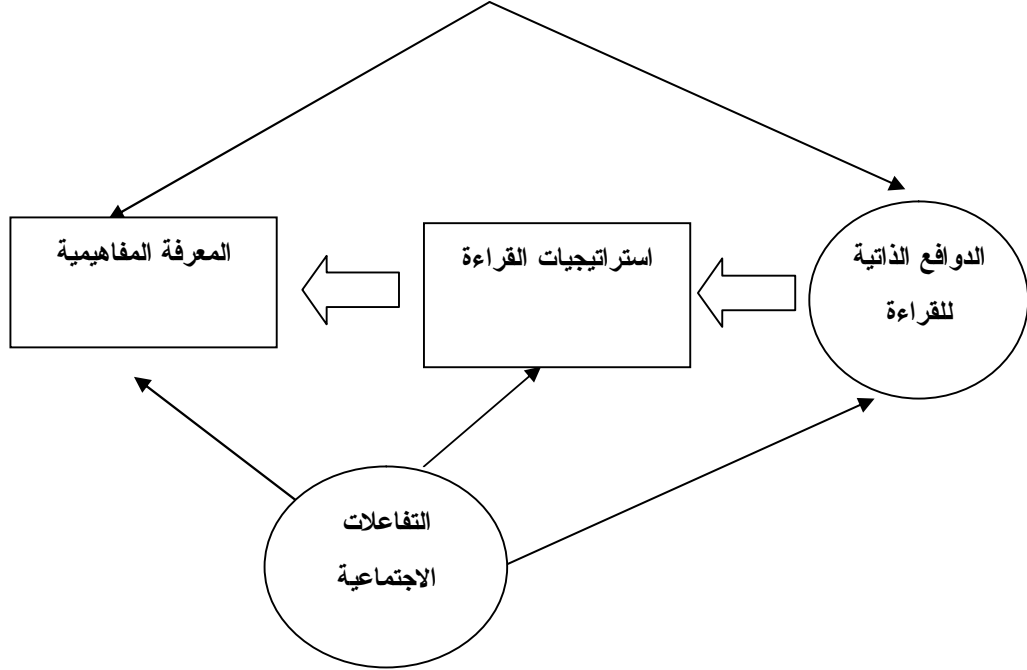 الدوافع الذاتية
للقراءة
استراتيجيات القراءة
المعرفة المفاهيمية
التفاعلات
الاجتماعية